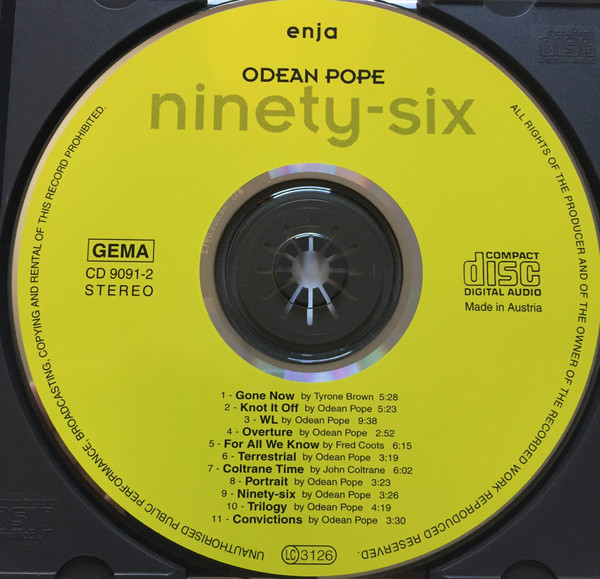 enja
ODEAN POPE
ninety-six
UNAUTHORISED PUBLIC PERFORMANCE, BROADCASTING, COPYING AND RENTAL OF THIS RECORD PROHIBITED.
ALL RIGHTS OF THE PRODUCER AND OF THE OWNER OF THE RECORDED WORK REPRODUCED RESERVED.
GEMA
CD 9091-2
STEREO
COMPACT
disc
DIGITAL AUDIO
Made in Austria
1 - Gone Now by Tyrone Brown 5:28
2 - Knot It Off by Odean Pope 5:23
3 - WL by Odean Pope 9:38
4 - Overture by Odean Pope 2:52
5 - For All We Know by Fred Coots 6:15
6 - Terrestrial by Odean Pope 3:19
7 - Coltrane Time by John Coltrane 6:02
8 - Portrait by Odean Pope 3:23
9 - Ninety-six by Odean Pope 3:26
10 - Trilogy by Odean Pope 4:19
11 - Convictions by Odean Pope 3:30
LC 3126